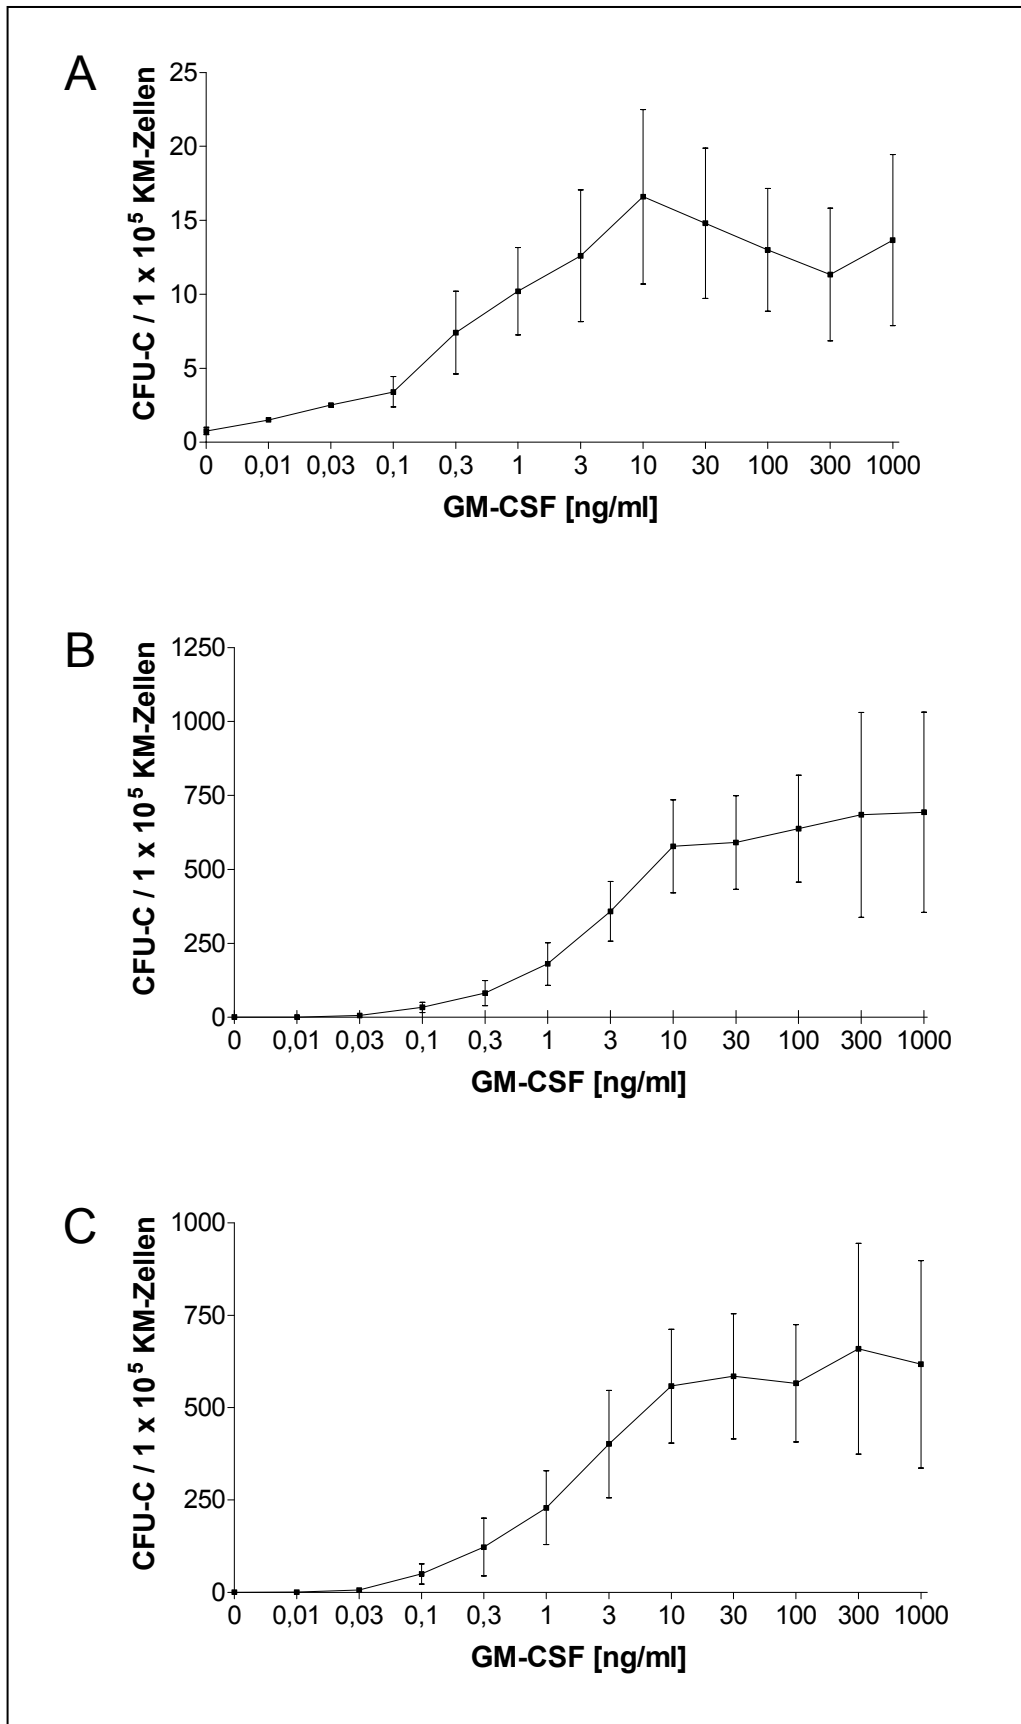 A
CFU-C / 1 x 10⁵ KM-Zellen
25
20
15
10
5
0
0 0,01 0,03 0,1 0,3 1 3 10 30 100 300 1000
GM-CSF [ng/ml]
B
CFU-C / 1 x 10⁵ KM-Zellen
1250
1000
750
500
250
0
0 0,01 0,03 0,1 0,3 1 3 10 30 100 300 1000
GM-CSF [ng/ml]
C
CFU-C / 1 x 10⁵ KM-Zellen
1000
750
500
250
0
0 0,01 0,03 0,1 0,3 1 3 10 30 100 300 1000
GM-CSF [ng/ml]